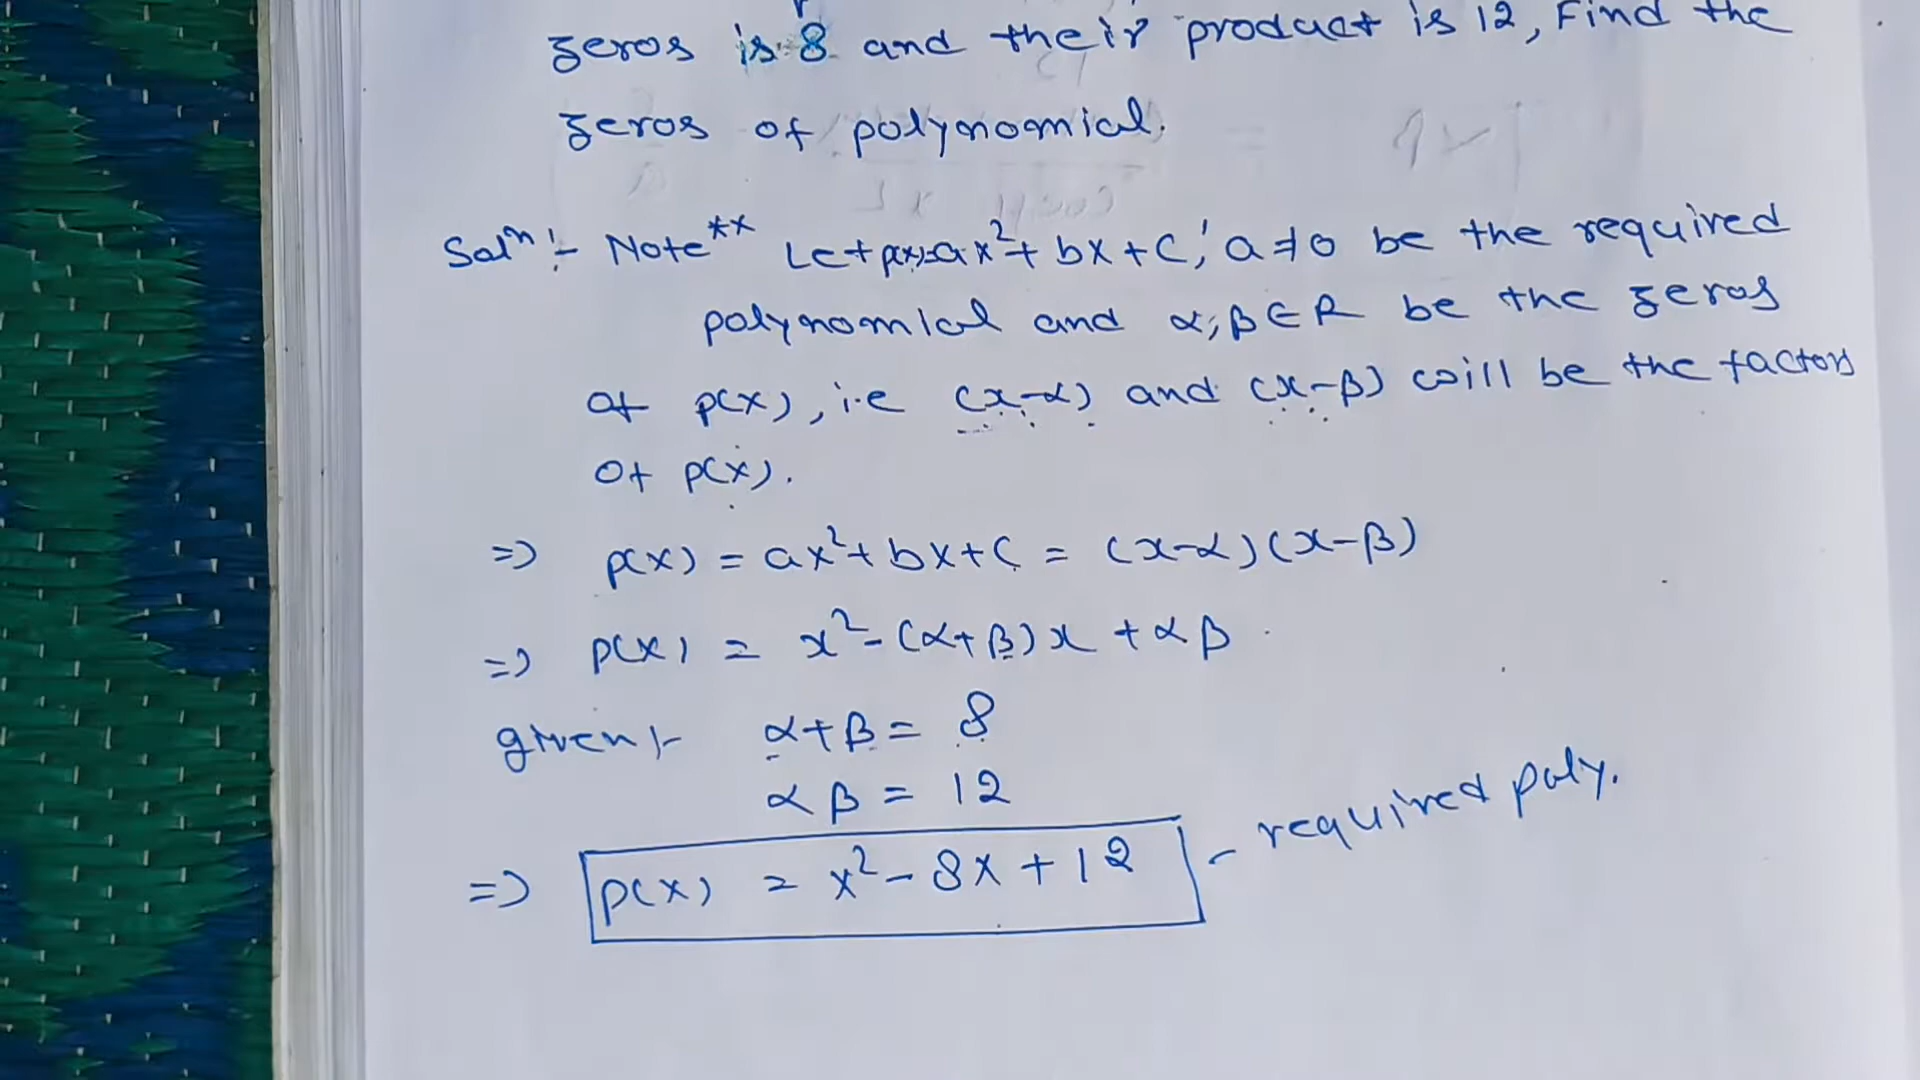 zeros is 8 and their product is 12, Find the
zeros of polynomial.
Solⁿ:- Note** Let p(x)=ax²+bx+c, a≠0 be the required
polynomial and α,β∈R be the zeros
of p(x), i.e (x-α) and (x-β) will be the factors
of p(x).
=> p(x) = ax²+bx+c = (x-α)(x-β)
=> p(x) = x²-(α+β)x+αβ
given:- α+β = 8
αβ = 12
=> p(x) = x²-8x+12 - required poly.